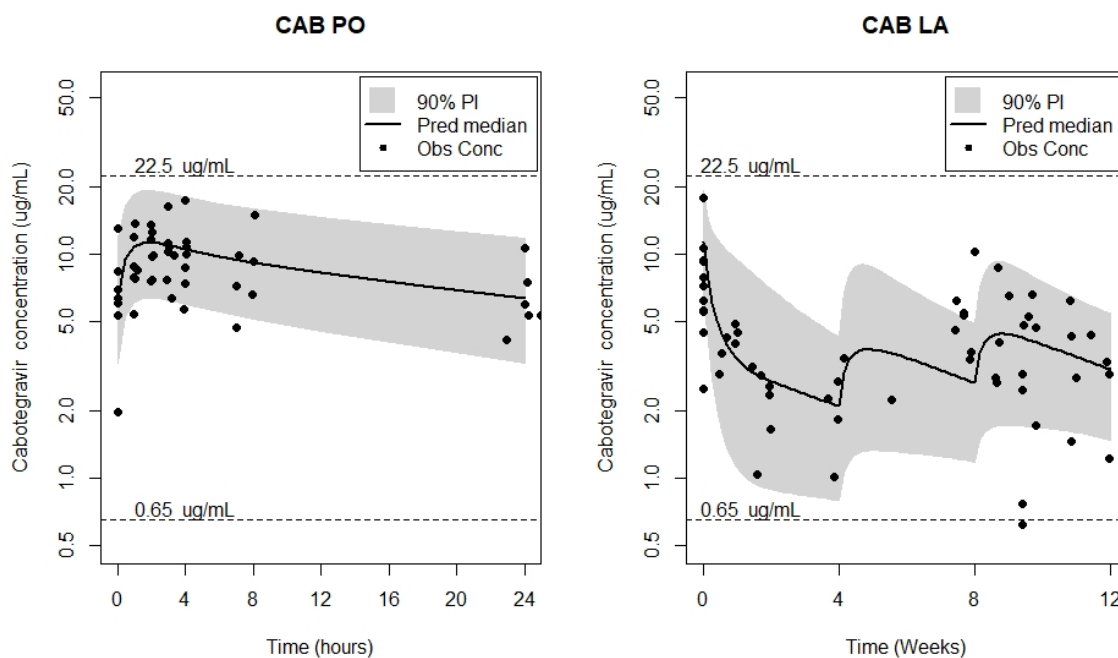 CAB PO
50.0
20.0
10.0
5.0
2.0
1.0
0.5
Cabotegravir concentration (ug/mL)
90% PI
Pred median
Obs Conc
22.5 ug/mL
0.65 ug/mL
0 4 8 12 16 20 24
Time (hours)
CAB LA
50.0
20.0
10.0
5.0
2.0
1.0
0.5
Cabotegravir concentration (ug/mL)
90% PI
Pred median
Obs Conc
22.5 ug/mL
0.65 ug/mL
0 4 8 12
Time (Weeks)